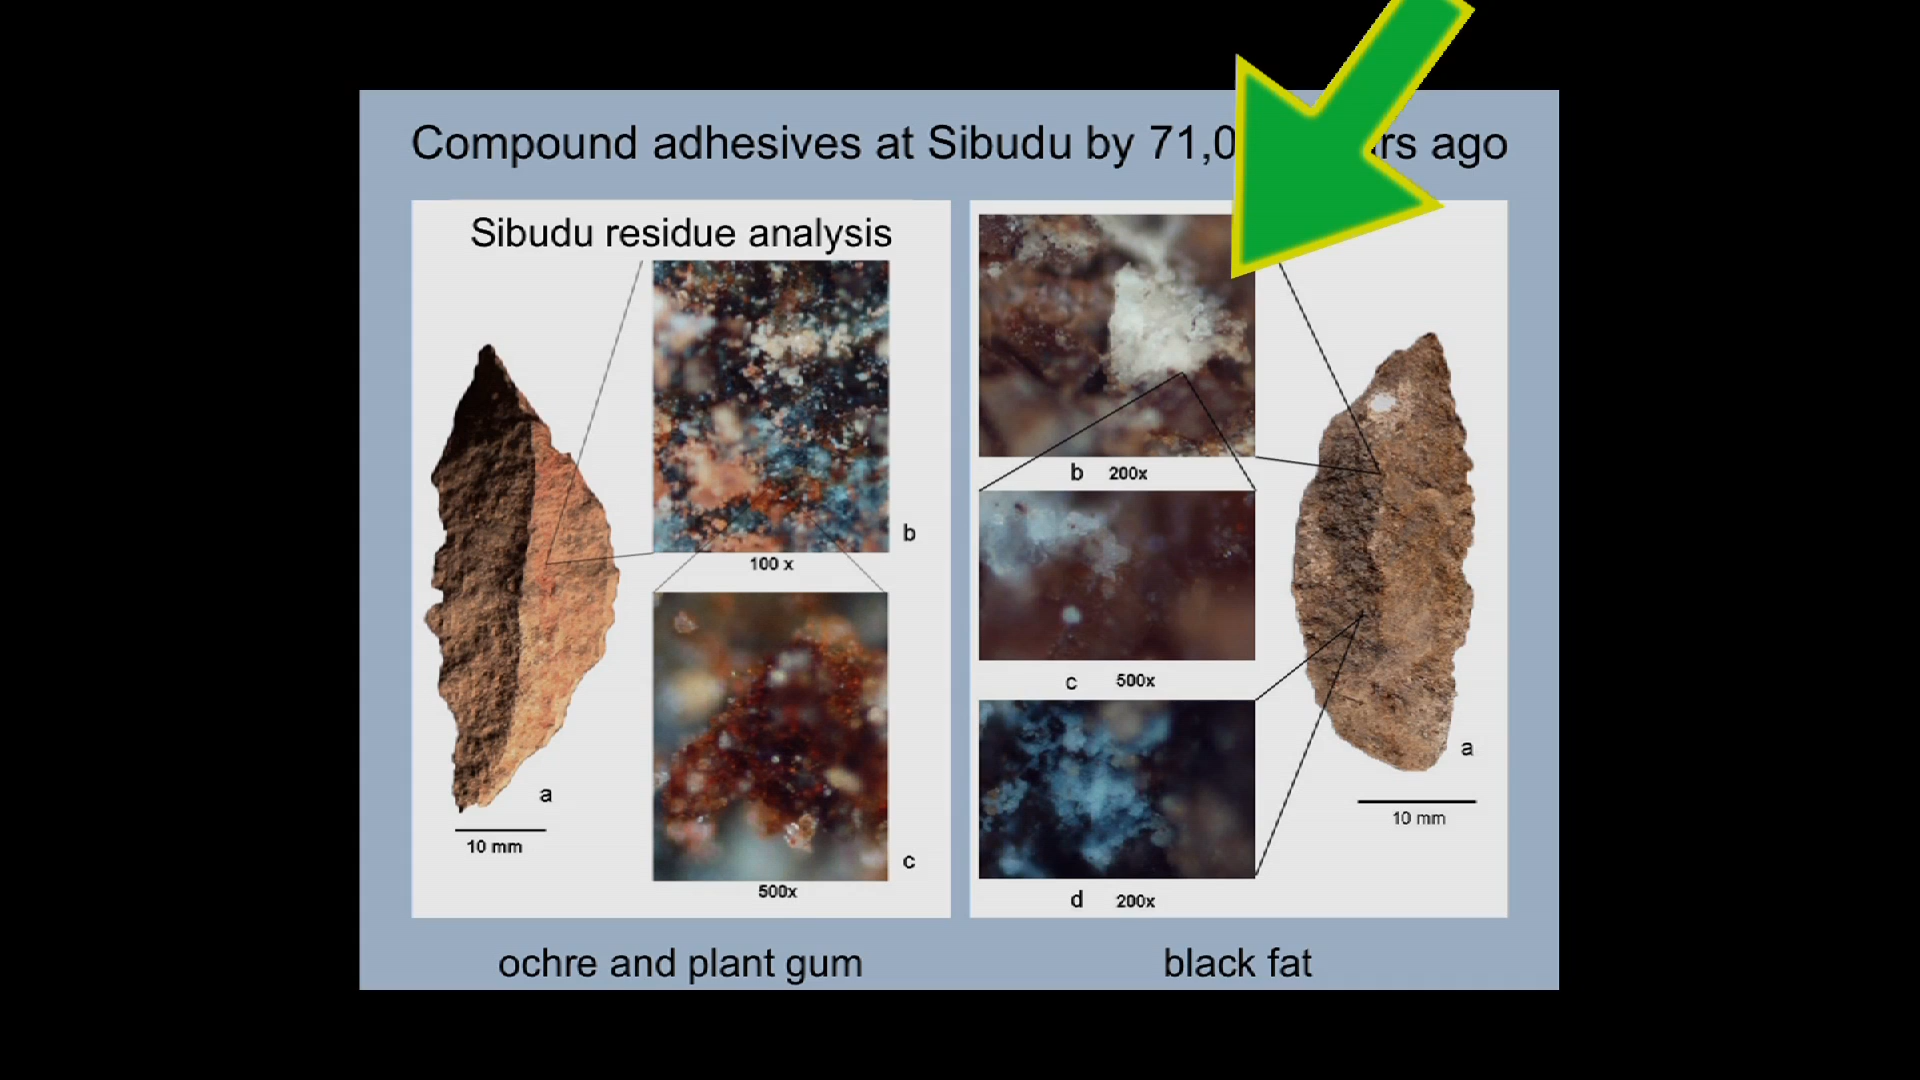 Compound adhesives at Sibudu by 71,0 ago
Sibudu residue analysis
b
100 x
a
10 mm
c
500x
b 200x
c 500x
a
10 mm
d 200x
ochre and plant gum
black fat